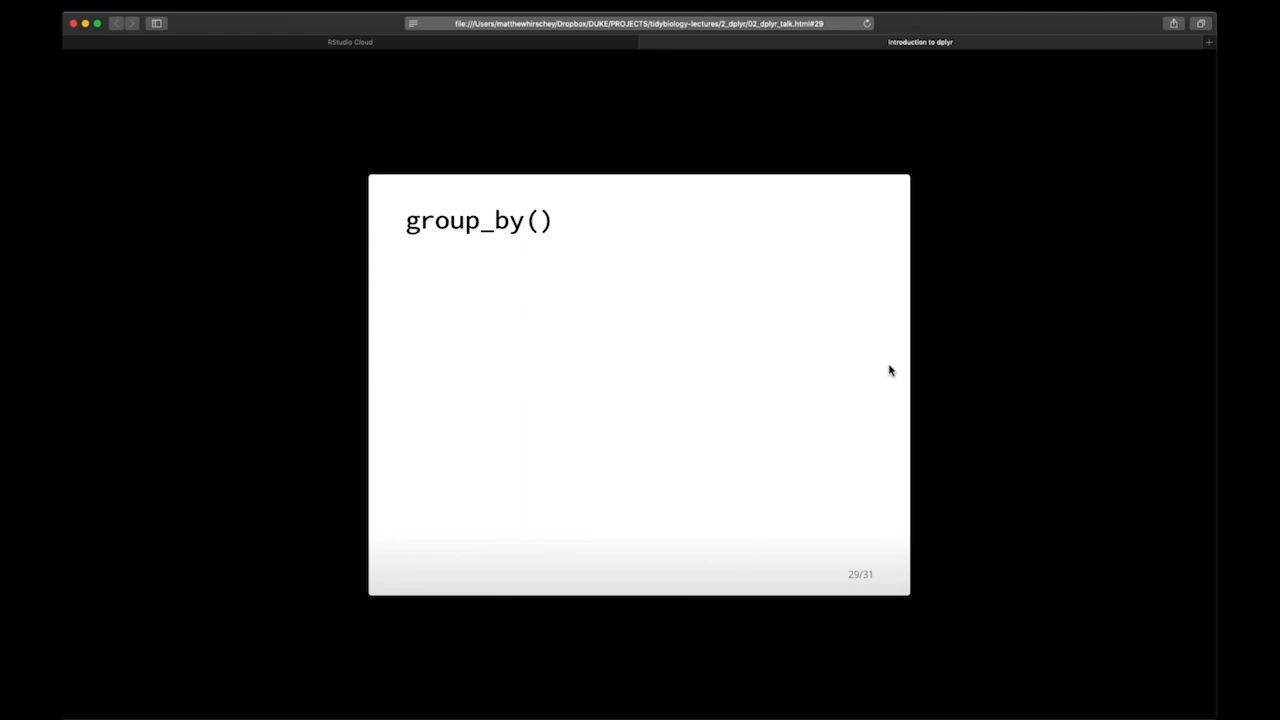 file:///Users/matthewhirschey/Dropbox/DUKE/PROJECTS/tidybiology-lectures/2_dplyr/02_dplyr_talk.html#29
RStudio Cloud
Introduction to dplyr
group_by()
29/31